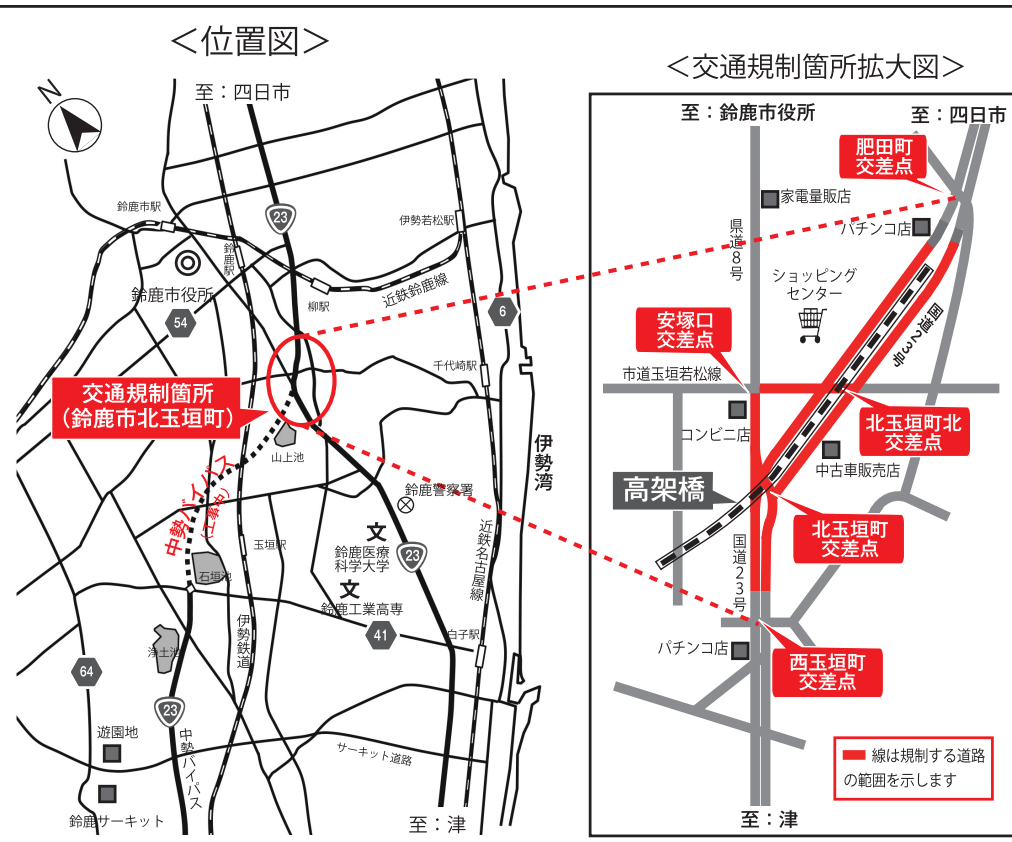 ＜位置図＞
N
至：四日市
鈴鹿市駅
23
伊勢若松駅
鈴鹿駅
鈴鹿市役所
柳駅
近鉄鈴鹿線
54
6
千代崎駅
交通規制箇所
（鈴鹿市北玉垣町）
山上池
伊勢湾
中勢バイパス
（工事中）
鈴鹿警察署
玉垣駅
文
鈴鹿医療
科学大学
23
近鉄名古屋線
石垣池
文
鈴鹿工業高専
伊勢鉄道
41
白子駅
浄土池
64
23
遊園地
中勢バイパス
サーキット道路
鈴鹿サーキット
至：津
＜交通規制箇所拡大図＞
至：鈴鹿市役所
至：四日市
肥田町
交差点
家電量販店
県道8号
パチンコ店
ショッピング
センター
国道23号
安塚口
交差点
市道玉垣若松線
コンビニ店
北玉垣町北
交差点
中古車販売店
高架橋
北玉垣町
交差点
国道23号
パチンコ店
西玉垣町
交差点
線は規制する道路
の範囲を示します
至：津